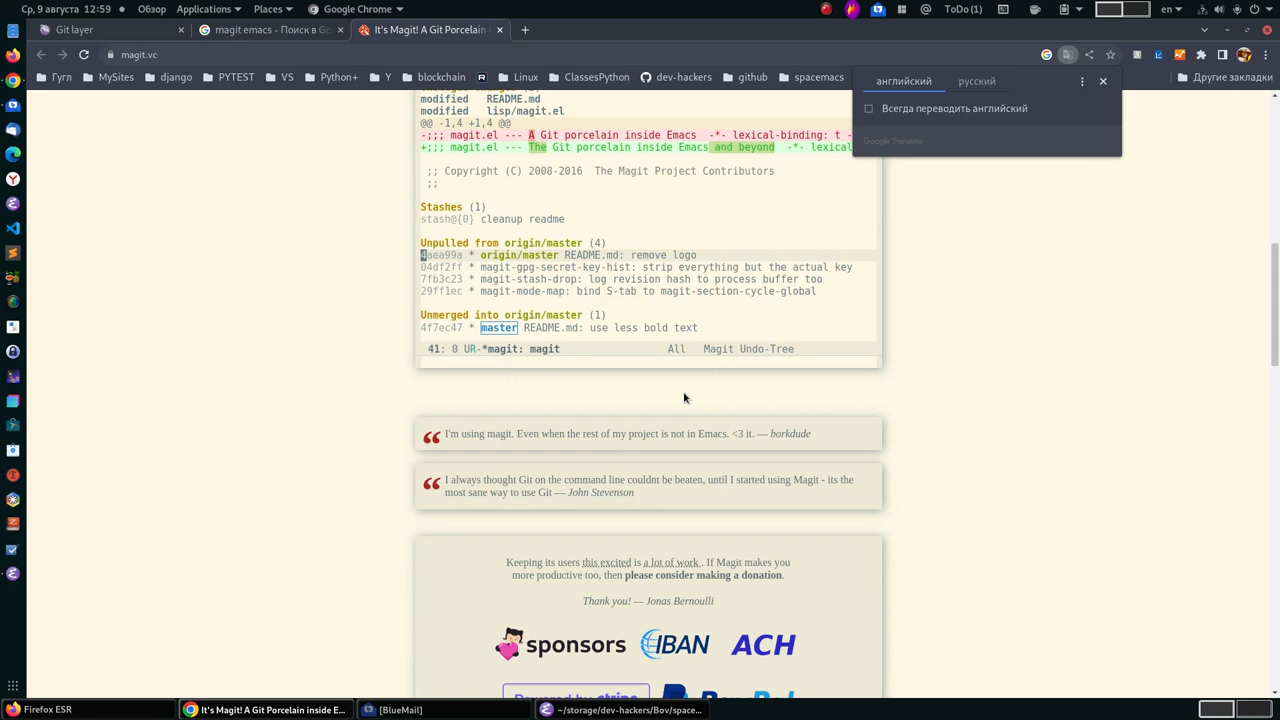 Ср, 9 августа 12:59
Обзор
Applications
Places
Google Chrome
ToDo (1)
en
Git layer
magit emacs - Поиск в Go
It's Magit! A Git Porcelain i
magit.vc
Гугл
MySites
django
PYTEST
VS
Python+
Y
blockchain
Linux
ClassesPython
dev-hackers
github
spacemacs
Другие закладки
английский
русский
Всегда переводить английский
Google Translate
modified README.md
modified lisp/magit.el
@@ -1,4 +1,4 @@
-;;; magit.el --- A Git porcelain inside Emacs -*- lexical-binding: t -
+;;; magit.el --- The Git porcelain inside Emacs and beyond -*- lexical
;; Copyright (C) 2008-2016 The Magit Project Contributors
;;
Stashes (1)
stash@{0} cleanup readme
Unpulled from origin/master (4)
4aea99a * origin/master README.md: remove logo
04df2ff * magit-gpg-secret-key-hist: strip everything but the actual key
7fb3c23 * magit-stash-drop: log revision hash to process buffer too
29ff1ec * magit-mode-map: bind S-tab to magit-section-cycle-global
Unmerged into origin/master (1)
4f7ec47 * master README.md: use less bold text
41: 0 UR-*magit: magit All Magit Undo-Tree
“ I'm using magit. Even when the rest of my project is not in Emacs. <3 it. — borkdude
“ I always thought Git on the command line couldnt be beaten, until I started using Magit - its the
most sane way to use Git — John Stevenson
Keeping its users this excited is a lot of work . If Magit makes you
more productive too, then please consider making a donation.
Thank you! — Jonas Bernoulli
sponsors IBAN ACH
Powered by stripe PayPal
Firefox ESR
It's Magit! A Git Porcelain inside E...
[BlueMail]
~/storage/dev-hackers/Bov/space...